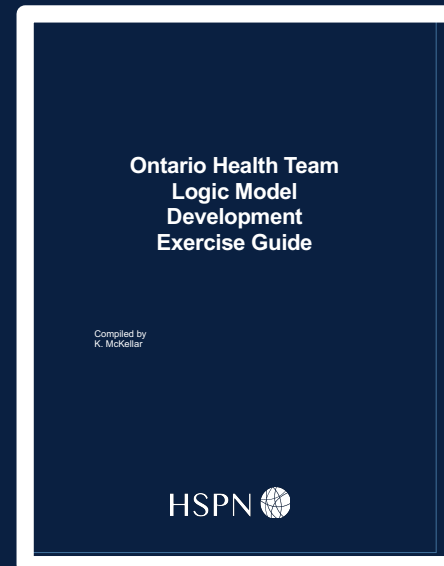 Ontario Health Team
Logic Model
Development
Exercise Guide
Compiled by
K. McKellar
HSPN